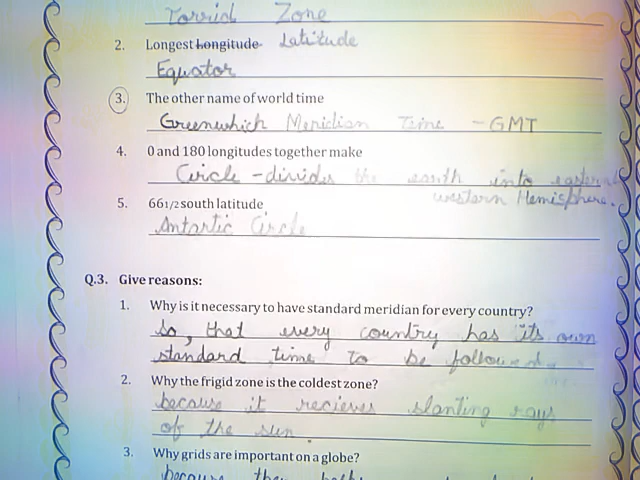 Torrid Zone
2. Longest Longitude Latitude
Equator
3. The other name of world time
Greenwhich Meridian Time - GMT
4. 0 and 180 longitudes together make
Circle - divides the earth into eastern
western Hemisphere.
5. 66 1/2 south latitude
Antartic Circle
Q.3. Give reasons:
1. Why is it necessary to have standard meridian for every country?
So, that every country has its own
standard time to be followed.
2. Why the frigid zone is the coldest zone?
because it recieves slanting rays
of the sun.
3. Why grids are important on a globe?
because they